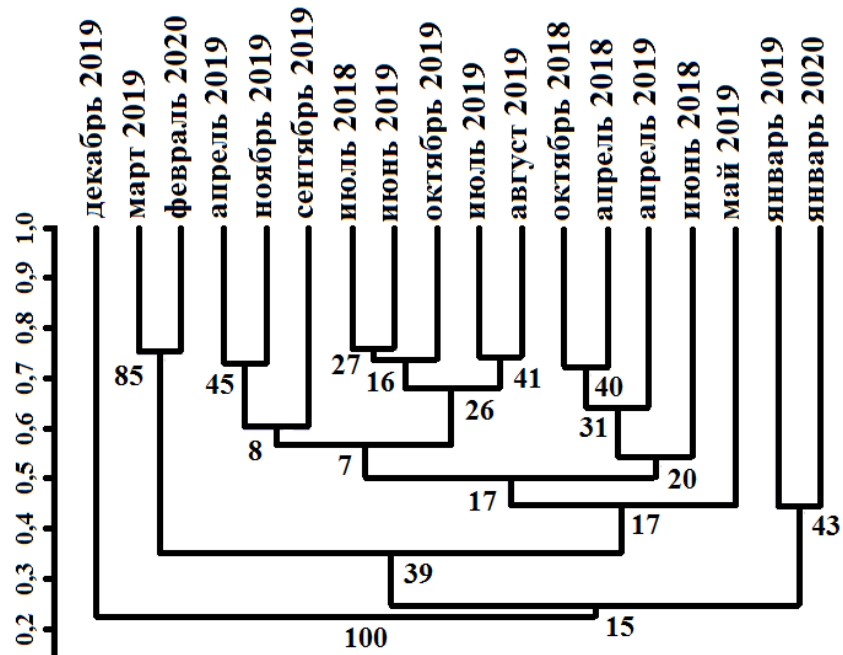 декабрь 2019
март 2019
февраль 2020
апрель 2019
ноябрь 2019
сентябрь 2019
июль 2018
июнь 2019
октябрь 2019
июль 2019
август 2019
октябрь 2018
апрель 2018
апрель 2019
июнь 2018
май 2019
январь 2019
январь 2020
1,0
0,9
0,8
0,7
0,6
0,5
0,4
0,3
0,2
85
45
27
16
41
40
26
31
8
7
20
17
17
43
39
15
100